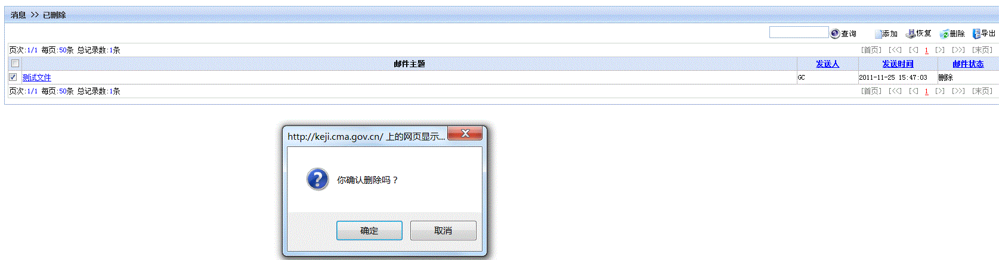 消息 >> 已删除
查询 添加 恢复 删除 导出
页次:1/1 每页:50条 总记录数:1条 [首页] [<<] [<] 1 [>] [>>] [末页]
邮件主题 发送人 发送时间 邮件状态
测试文件 GC 2011-11-25 15:47:03 删除
页次:1/1 每页:50条 总记录数:1条 [首页] [<<] [<] 1 [>] [>>] [末页]
http://keji.cma.gov.cn/ 上的网页显示...
你确认删除吗？
确定 取消